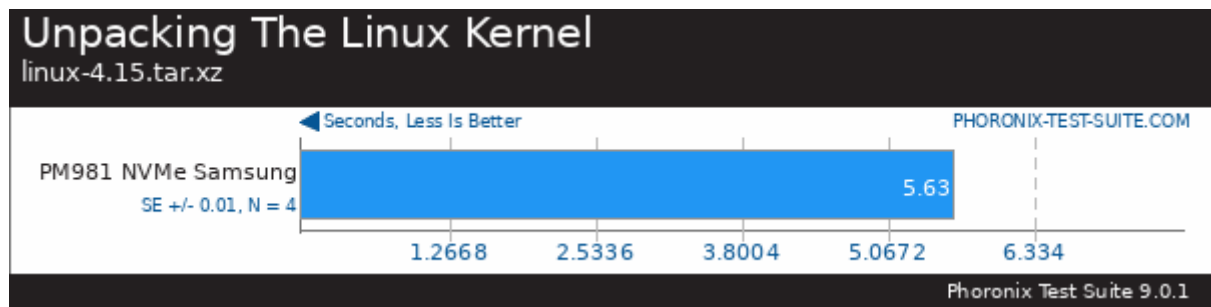 Unpacking The Linux Kernel
linux-4.15.tar.xz
Seconds, Less Is Better
PHORONIX-TEST-SUITE.COM
PM981 NVMe Samsung
SE +/- 0.01, N = 4
5.63
1.2668 2.5336 3.8004 5.0672 6.334
Phoronix Test Suite 9.0.1